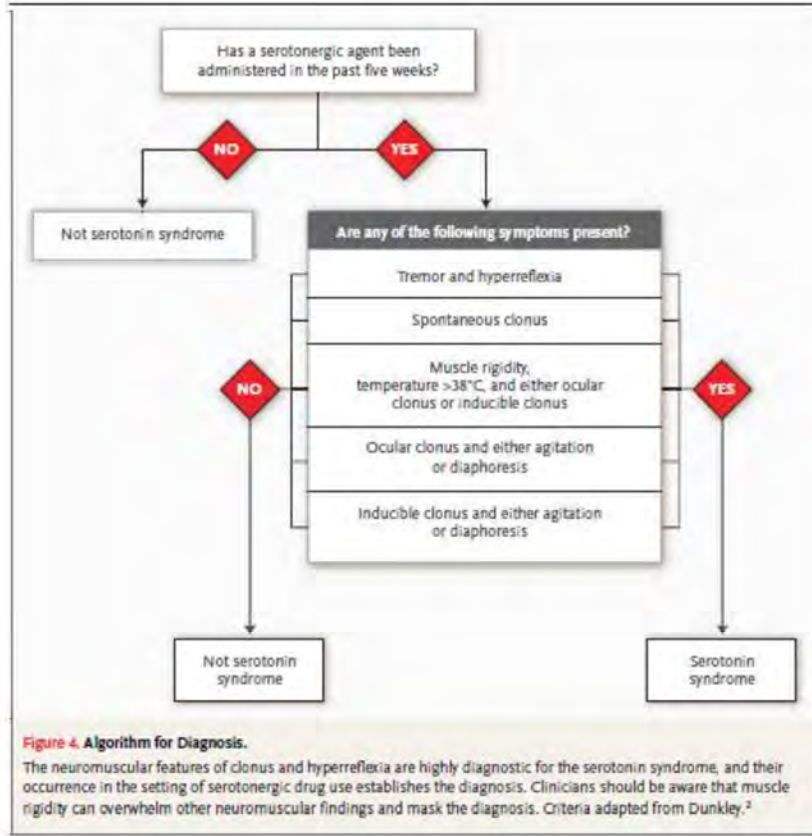 Has a serotonergic agent been
administered in the past five weeks?
NO
YES
Not serotonin syndrome
Are any of the following symptoms present?
Tremor and hyperreflexia
Spontaneous clonus
Muscle rigidity,
temperature >38°C, and either ocular
clonus or inducible clonus
NO
YES
Ocular clonus and either agitation
or diaphoresis
Inducible clonus and either agitation
or diaphoresis
Not serotonin
syndrome
Serotonin
syndrome
Figure 4. Algorithm for Diagnosis.
The neuromuscular features of clonus and hyperreflexia are highly diagnostic for the serotonin syndrome, and their
occurrence in the setting of serotonergic drug use establishes the diagnosis. Clinicians should be aware that muscle
rigidity can overwhelm other neuromuscular findings and mask the diagnosis. Criteria adapted from Dunkley.²